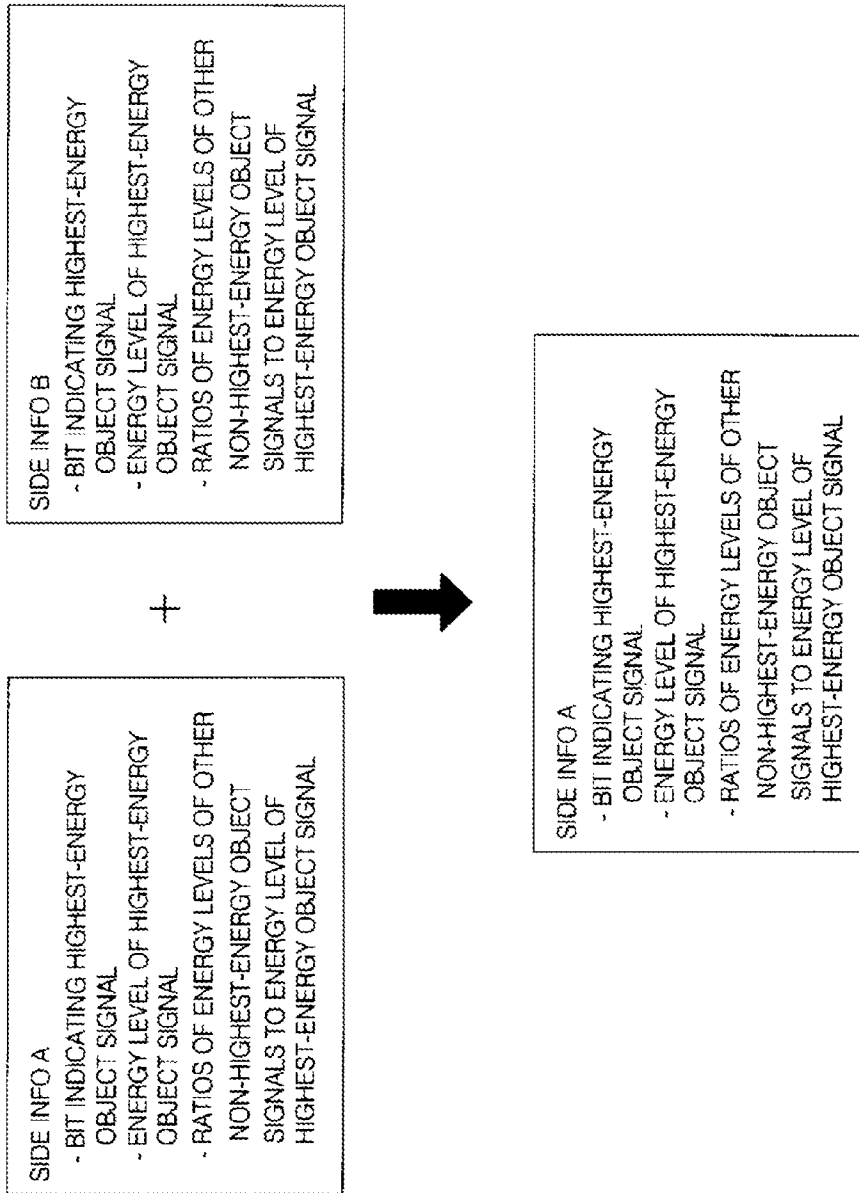 SIDE INFO A
- BIT INDICATING HIGHEST-ENERGY
OBJECT SIGNAL
- ENERGY LEVEL OF HIGHEST-ENERGY
OBJECT SIGNAL
- RATIOS OF ENERGY LEVELS OF OTHER
NON-HIGHEST-ENERGY OBJECT
SIGNALS TO ENERGY LEVEL OF
HIGHEST-ENERGY OBJECT SIGNAL
+
SIDE INFO B
- BIT INDICATING HIGHEST-ENERGY
OBJECT SIGNAL
- ENERGY LEVEL OF HIGHEST-ENERGY
OBJECT SIGNAL
- RATIOS OF ENERGY LEVELS OF OTHER
NON-HIGHEST-ENERGY OBJECT
SIGNALS TO ENERGY LEVEL OF
HIGHEST-ENERGY OBJECT SIGNAL
SIDE INFO A
- BIT INDICATING HIGHEST-ENERGY
OBJECT SIGNAL
- ENERGY LEVEL OF HIGHEST-ENERGY
OBJECT SIGNAL
- RATIOS OF ENERGY LEVELS OF OTHER
NON-HIGHEST-ENERGY OBJECT
SIGNALS TO ENERGY LEVEL OF
HIGHEST-ENERGY OBJECT SIGNAL